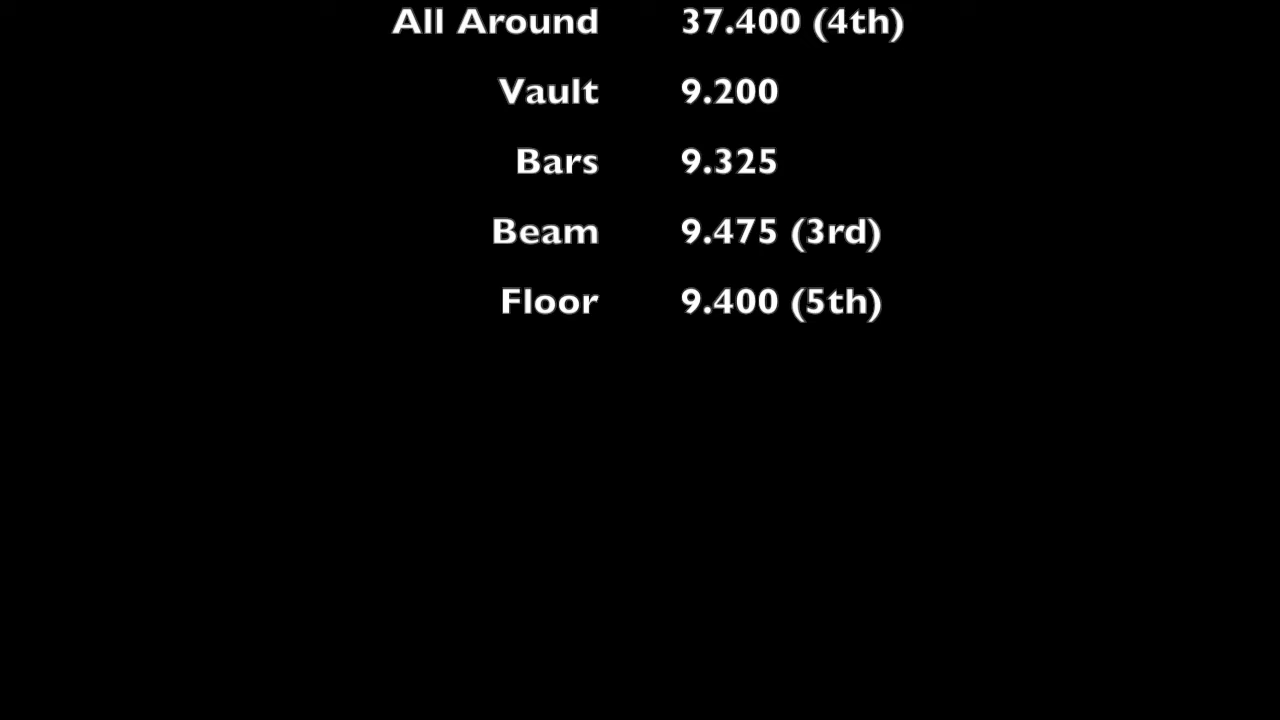 All Around 37.400 (4th)
Vault 9.200
Bars 9.325
Beam 9.475 (3rd)
Floor 9.400 (5th)